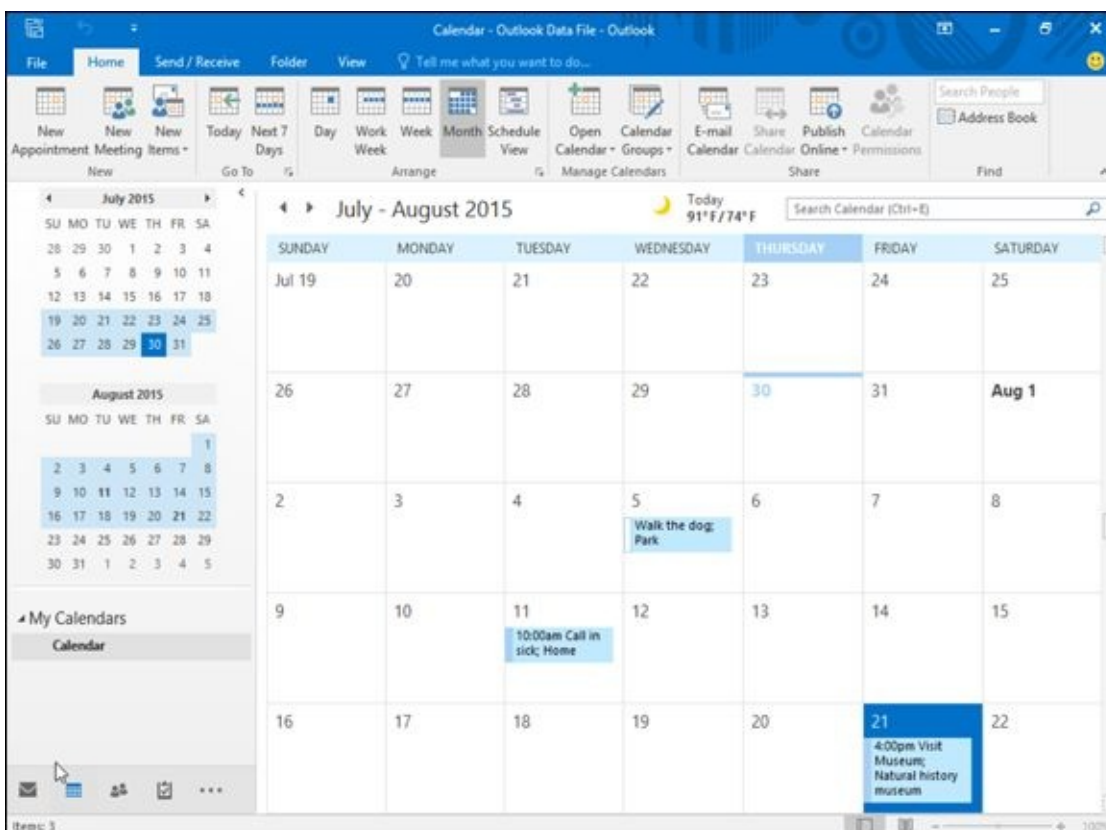 Calendar - Outlook Data File - Outlook
File Home Send / Receive Folder View Tell me what you want to do...
New Appointment
New Meeting
New Items
Today
Next 7 Days
Day
Work Week
Week
Month
Schedule View
Open Calendar
Calendar Groups
E-mail Calendar
Share Calendar
Publish Online
Calendar Permissions
Search People
Address Book
New Go To Arrange Manage Calendars Share Find
July 2015
SU MO TU WE TH FR SA
28 29 30 1 2 3 4
5 6 7 8 9 10 11
12 13 14 15 16 17 18
19 20 21 22 23 24 25
26 27 28 29 30 31
August 2015
SU MO TU WE TH FR SA
1
2 3 4 5 6 7 8
9 10 11 12 13 14 15
16 17 18 19 20 21 22
23 24 25 26 27 28 29
30 31 1 2 3 4 5
My Calendars
Calendar
July - August 2015
Today
91°F/74°F
Search Calendar (Ctrl+E)
SUNDAY MONDAY TUESDAY WEDNESDAY THURSDAY FRIDAY SATURDAY
Jul 19 20 21 22 23 24 25
26 27 28 29 30 31 Aug 1
2 3 4 5 6 7 8
Walk the dog;
Park
9 10 11 12 13 14 15
10:00am Call in
sick; Home
16 17 18 19 20 21 22
4:00pm Visit
Museum;
Natural history
museum
Items: 3
100%